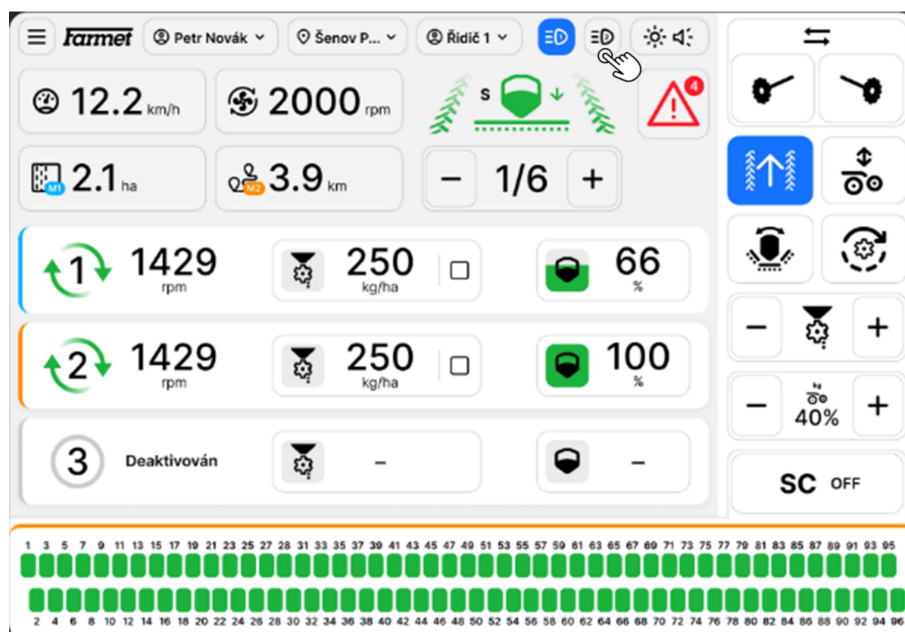 Farmet Petr Novák Šenov P... Řidič 1
12.2 km/h 2000 rpm S 4
M1 2.1 ha M2 3.9 km − 1/6 +
1 1429 rpm 250 kg/ha 66 %
2 1429 rpm 250 kg/ha 100 %
3 Deaktivován – –
− +
kg
− 40% +
SC OFF
1 3 5 7 9 11 13 15 17 19 21 23 25 27 28 31 33 35 37 39 41 43 45 47 49 51 53 55 57 59 61 63 65 67 69 71 73 75 77 79 81 83 85 87 89 91 93 95
2 4 6 8 10 12 14 16 18 20 22 24 26 28 30 32 34 36 38 40 42 44 46 48 50 52 54 56 58 60 62 64 66 68 70 72 74 76 78 80 82 84 86 88 90 92 94 96